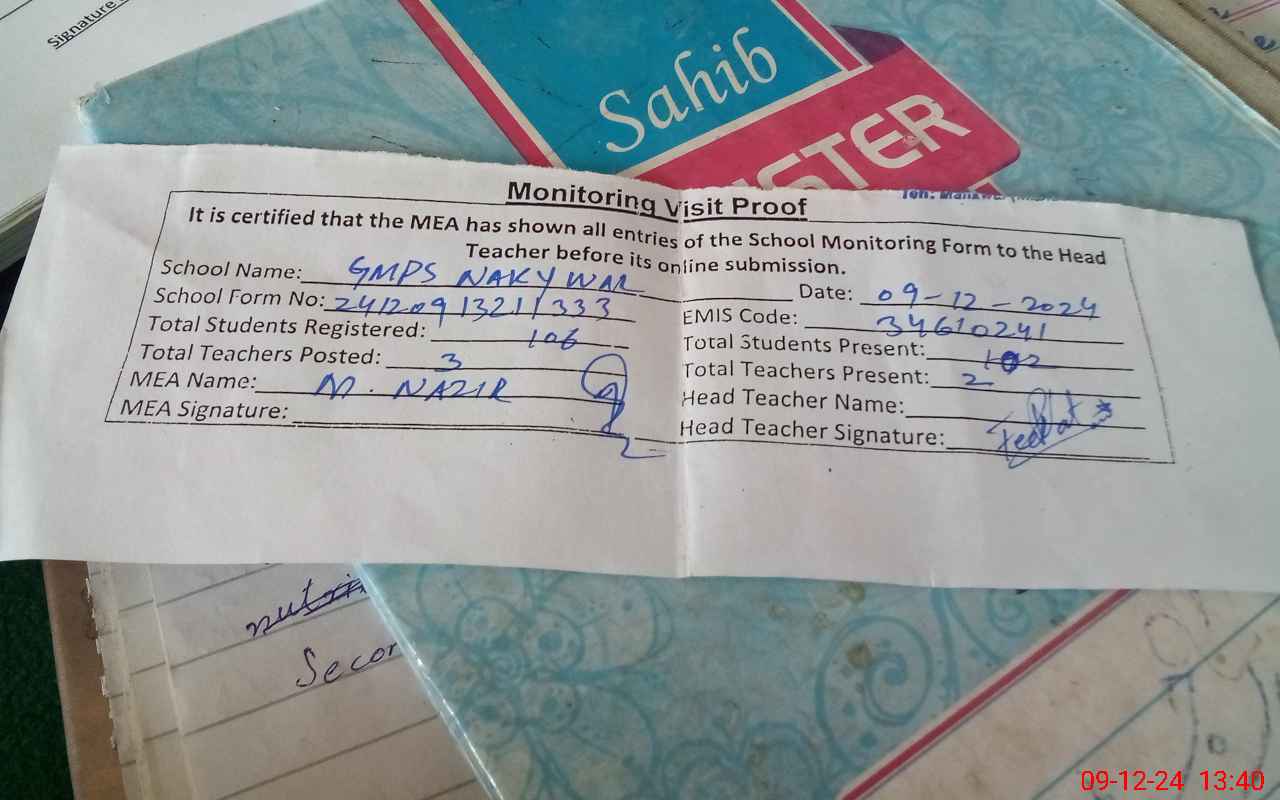 Signature
Sahib
STER
Monitoring Visit Proof
It is certified that the MEA has shown all entries of the School Monitoring Form to the Head
Teacher before its online submission.
School Name: GMPS NAKYWAL Date: 09-12-2024
School Form No: 24120913211333 EMIS Code: 34610241
Total Students Registered: 106 Total Students Present: 102
Total Teachers Posted: 3 Total Teachers Present: 2
MEA Name: M. NAZIR Head Teacher Name:
MEA Signature: Head Teacher Signature:
Secon
09-12-24 13:40